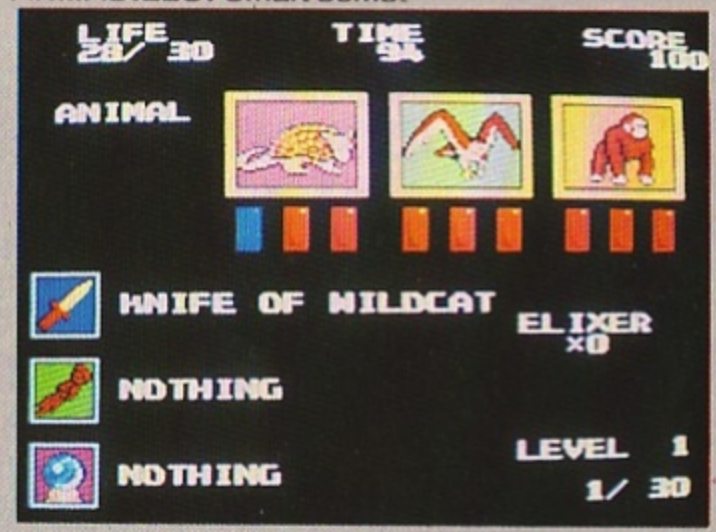 LIFE TIME SCORE
28/ 30 94 100
ANIMAL
KNIFE OF WILDCAT
ELIXER
×0
NOTHING
LEVEL 1
NOTHING
1/ 30